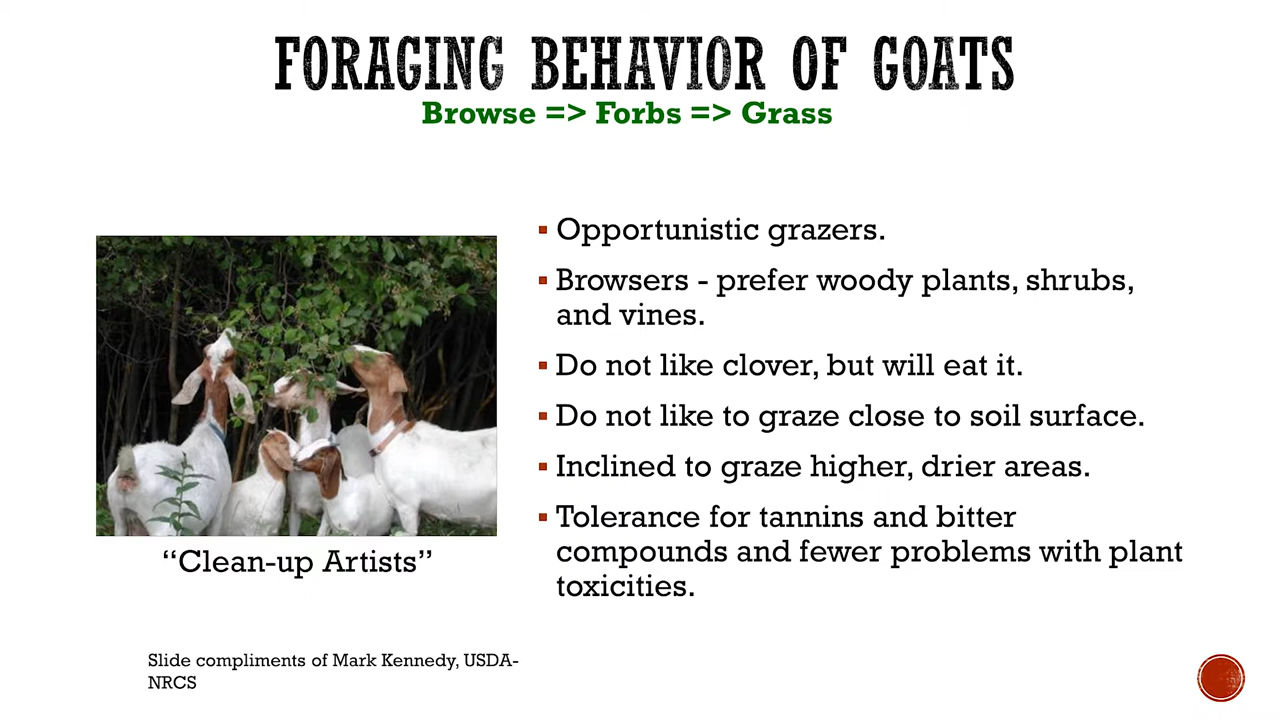 FORAGING BEHAVIOR OF GOATS
Browse => Forbs => Grass
▪ Opportunistic grazers.
▪ Browsers - prefer woody plants, shrubs,
and vines.
▪ Do not like clover, but will eat it.
▪ Do not like to graze close to soil surface.
▪ Inclined to graze higher, drier areas.
▪ Tolerance for tannins and bitter
compounds and fewer problems with plant
toxicities.
“Clean-up Artists”
Slide compliments of Mark Kennedy, USDA-
NRCS